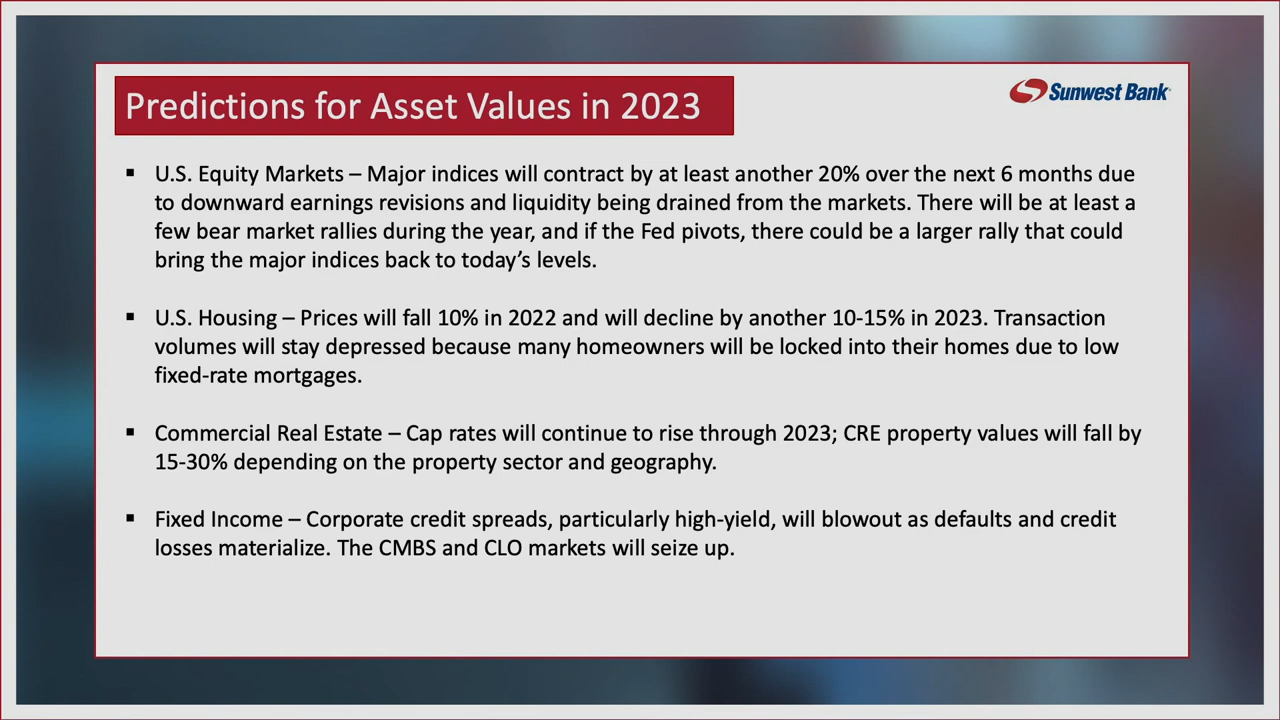 Predictions for Asset Values in 2023
Sunwest Bank
▪ U.S. Equity Markets – Major indices will contract by at least another 20% over the next 6 months due
to downward earnings revisions and liquidity being drained from the markets. There will be at least a
few bear market rallies during the year, and if the Fed pivots, there could be a larger rally that could
bring the major indices back to today’s levels.
▪ U.S. Housing – Prices will fall 10% in 2022 and will decline by another 10-15% in 2023. Transaction
volumes will stay depressed because many homeowners will be locked into their homes due to low
fixed-rate mortgages.
▪ Commercial Real Estate – Cap rates will continue to rise through 2023; CRE property values will fall by
15-30% depending on the property sector and geography.
▪ Fixed Income – Corporate credit spreads, particularly high-yield, will blowout as defaults and credit
losses materialize. The CMBS and CLO markets will seize up.